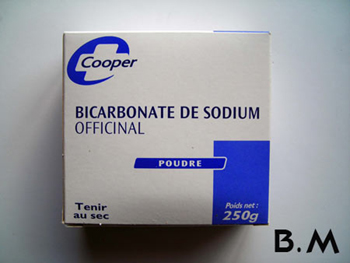 Cooper
BICARBONATE DE SODIUM
OFFICINAL
POUDRE
Tenir
au sec
Poids net :
250g
B.M